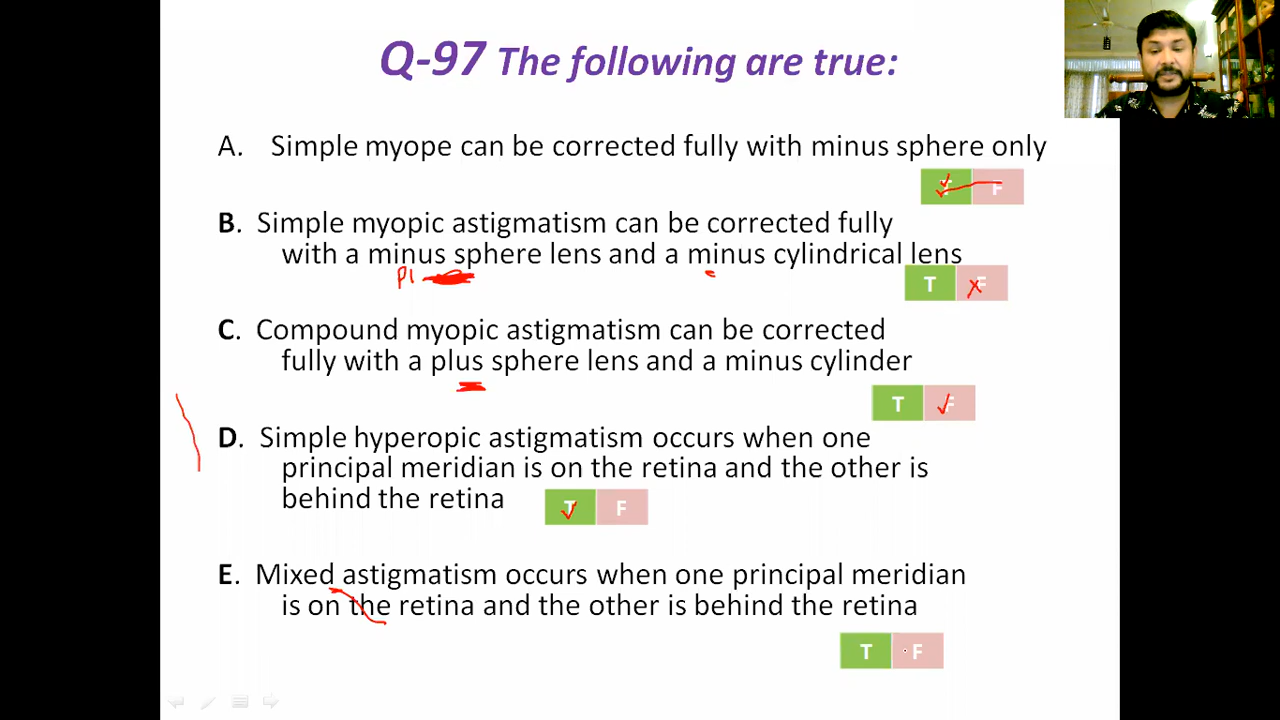 Q-97 The following are true:
A. Simple myope can be corrected fully with minus sphere only
T F
B. Simple myopic astigmatism can be corrected fully
with a minus sphere lens and a minus cylindrical lens
Pl
T F
C. Compound myopic astigmatism can be corrected
fully with a plus sphere lens and a minus cylinder
T F
D. Simple hyperopic astigmatism occurs when one
principal meridian is on the retina and the other is
behind the retina
T F
E. Mixed astigmatism occurs when one principal meridian
is on the retina and the other is behind the retina
T F